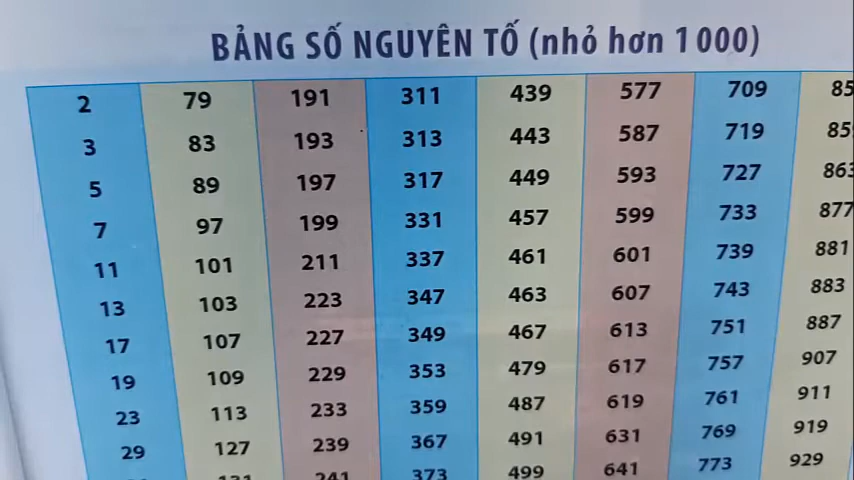 BẢNG SỐ NGUYÊN TỐ (nhỏ hơn 1 000)
2 79 191 311 439 577 709
3 83 193 313 443 587 719
5 89 197 317 449 593 727 863
7 97 199 331 457 599 733 877
11 101 211 337 461 601 739 881
13 103 223 347 463 607 743 883
17 107 227 349 467 613 751 887
19 109 229 353 479 617 757 907
23 113 233 359 487 619 761 911
29 127 239 367 491 631 769 919
241 373 499 641 773 929